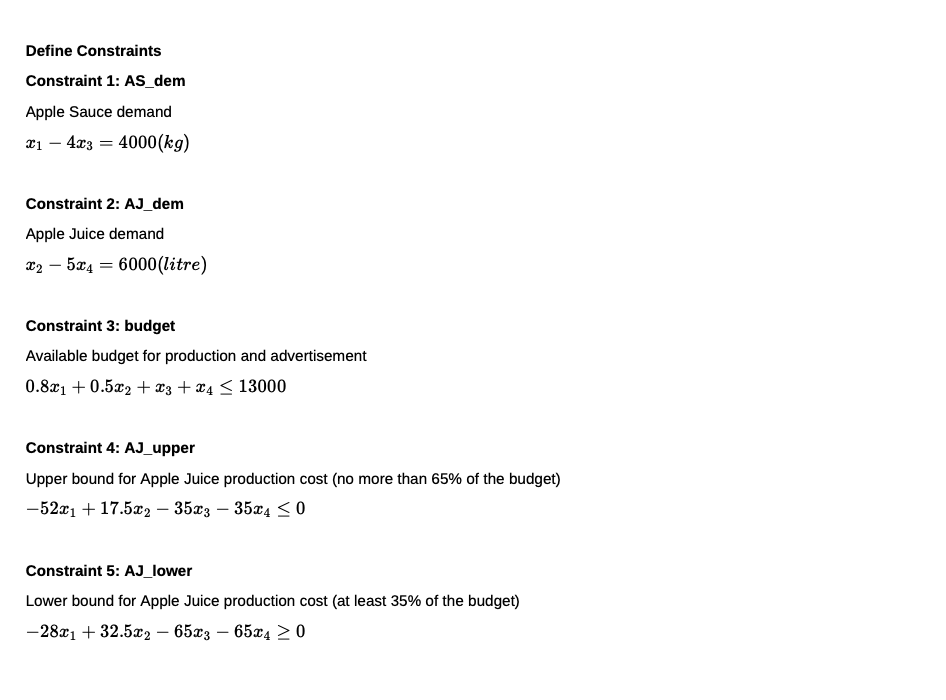 Define Constraints
Constraint 1: AS_dem
Apple Sauce demand
x₁ − 4x₃ = 4000(kg)
Constraint 2: AJ_dem
Apple Juice demand
x₂ − 5x₄ = 6000(litre)
Constraint 3: budget
Available budget for production and advertisement
0.8x₁ + 0.5x₂ + x₃ + x₄ ≤ 13000
Constraint 4: AJ_upper
Upper bound for Apple Juice production cost (no more than 65% of the budget)
−52x₁ + 17.5x₂ − 35x₃ − 35x₄ ≤ 0
Constraint 5: AJ_lower
Lower bound for Apple Juice production cost (at least 35% of the budget)
−28x₁ + 32.5x₂ − 65x₃ − 65x₄ ≥ 0